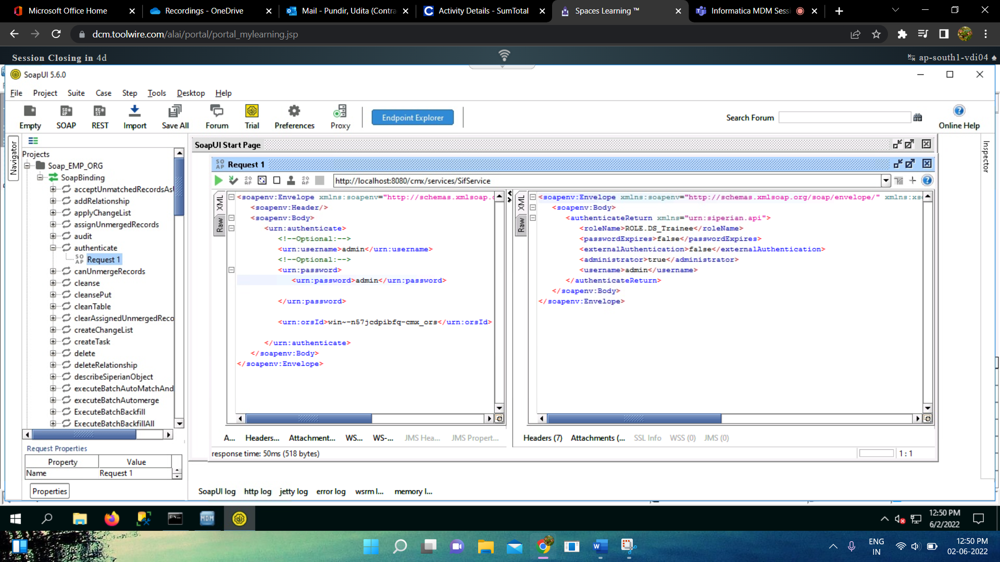 Microsoft Office Home
Recordings - OneDrive
Mail - Pundir, Udita (Contra
Activity Details - SumTotal
Spaces Learning ™
Informatica MDM Sessi
dcm.toolwire.com/alai/portal/portal_mylearning.jsp
Session Closing in 4d
ap-south1-vdi04
SoapUI 5.6.0
File Project Suite Case Step Tools Desktop Help
Empty SOAP REST Import Save All Forum Trial Preferences Proxy
Endpoint Explorer
Search Forum
Online Help
Navigator
Projects
Soap_EMP_ORG
SoapBinding
acceptUnmatchedRecordsAsU
addRelationship
applyChangeList
assignUnmergedRecords
audit
authenticate
SO AP Request 1
canUnmergeRecords
cleanse
cleansePut
cleanTable
clearAssignedUnmergedReco
createChangeList
createTask
delete
deleteRelationship
describeSiperianObject
executeBatchAutoMatchAnd
executeBatchAutomerge
ExecuteBatchBackfill
ExecuteBatchBackfillAll
Request Properties
Property Value
Name Request 1
Properties
SoapUI Start Page
SO AP Request 1
http://localhost:8080/cmx/services/SifService
XML
Raw
<soapenv:Envelope xmlns:soapenv="http://schemas.xmlsoap.o
<soapenv:Header/>
<soapenv:Body>
<urn:authenticate>
<!--Optional:-->
<urn:username>admin</urn:username>
<!--Optional:-->
<urn:password>
<urn:password>admin</urn:password>
</urn:password>
<urn:orsId>win~-n57jcdpibfq-cmx_ors</urn:orsId>
</urn:authenticate>
</soapenv:Body>
</soapenv:Envelope>
A... Headers... Attachment... WS... WS-... JMS Hea... JMS Propert...
XML
Raw
<soapenv:Envelope xmlns:soapenv="http://schemas.xmlsoap.org/soap/envelope/" xmlns:xs
<soapenv:Body>
<authenticateReturn xmlns="urn:siperian.api">
<roleName>ROLE.DS_Trainee</roleName>
<passwordExpires>false</passwordExpires>
<externalAuthentication>false</externalAuthentication>
<administrator>true</administrator>
<username>admin</username>
</authenticateReturn>
</soapenv:Body>
</soapenv:Envelope>
Headers (7) Attachments (... SSL Info WSS (0) JMS (0)
response time: 50ms (518 bytes)
1 : 1
Inspector
SoapUI log http log jetty log error log wsrm l... memory l...
MDM
12:50 PM
6/2/2022
ENG
IN
12:50 PM
02-06-2022